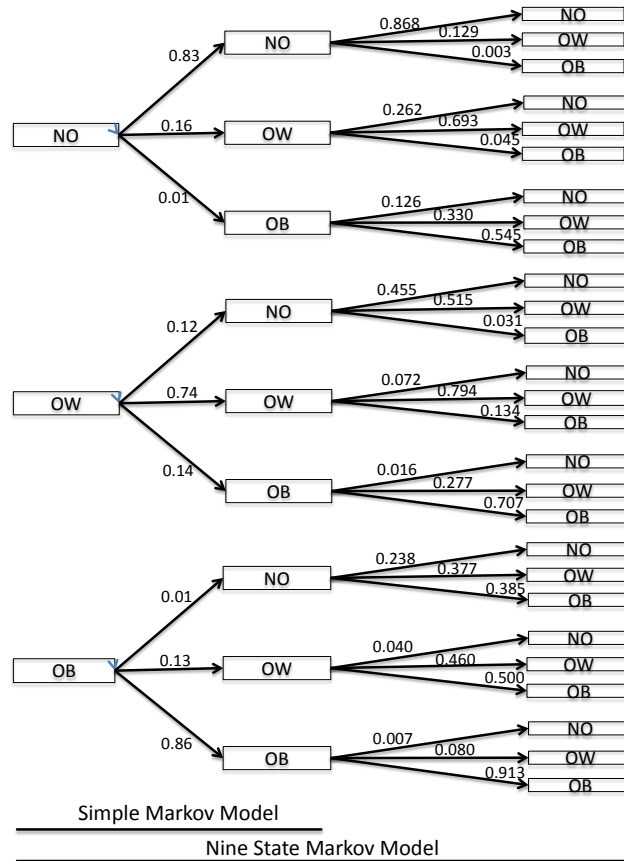 NO
0.868
NO
0.129
OW
0.83
0.003
OB
NO
0.262
NO
0.16
OW
0.693
OW
0.045
OB
0.01
0.126
NO
OB
0.330
OW
0.545
OB
NO
0.455
NO
0.515
OW
0.12
0.031
OB
0.072
NO
OW
0.74
OW
0.794
OW
0.134
OB
0.14
0.016
NO
OB
0.277
OW
0.707
OB
0.238
NO
NO
0.377
OW
0.01
0.385
OB
0.040
NO
OB
0.13
OW
0.460
OW
0.500
OB
0.86
0.007
NO
OB
0.080
OW
0.913
OB
Simple Markov Model
Nine State Markov Model